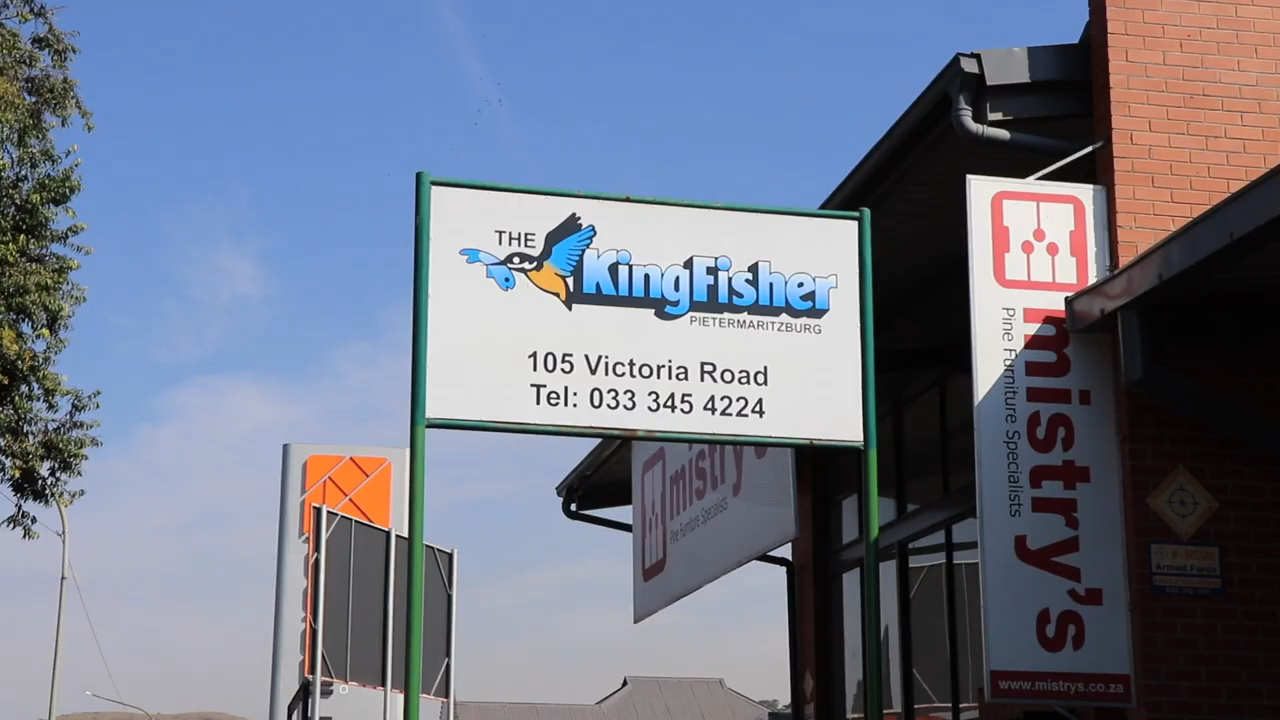 THE
KingFisher
PIETERMARITZBURG
105 Victoria Road
Tel: 033 345 4224
mistry's
Pine Furniture Specialists
mistry's
Pine Furniture Specialists
www.mistrys.co.za
Armed Force